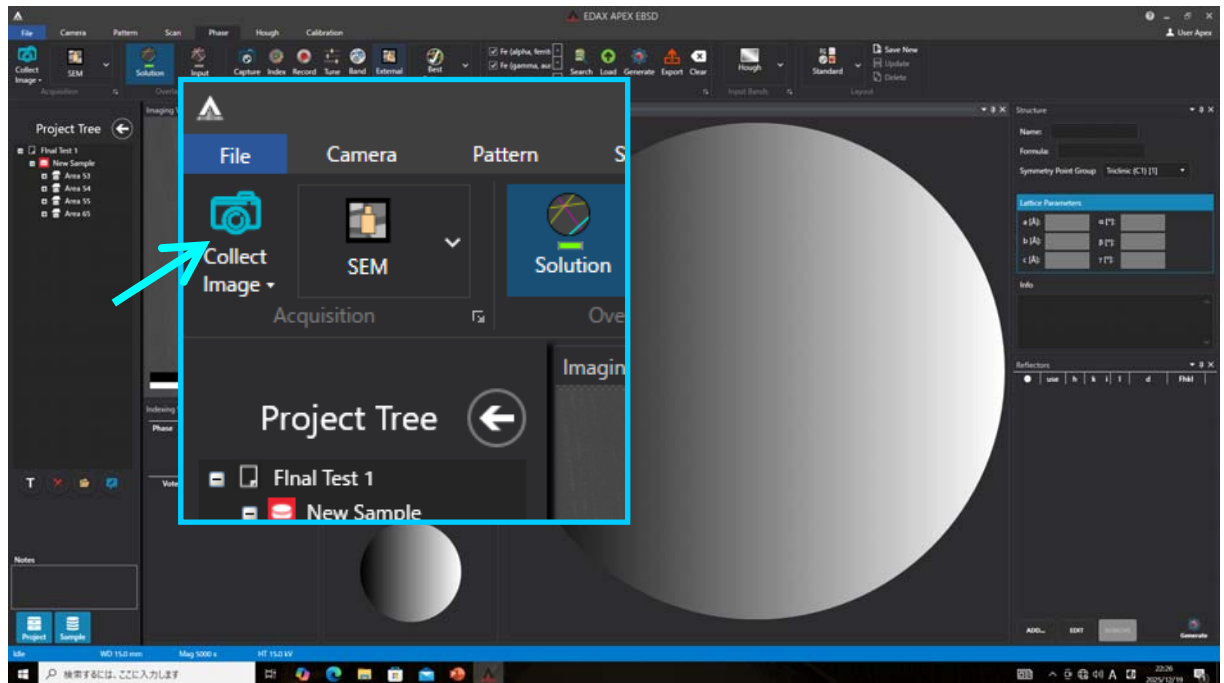 EDAX APEX EBSD
File Camera Pattern Scan Phase Hough Calibration
User Apex
Collect Image
SEM
Solution
Input
Capture Index Record Tune Band External Best
Fe (alpha, ferrit
Fe (gamma, aus
Search Load Generate Export Clear
Hough
Standard
Save New
Update
Delete
Acquisition
Input Bands
Layout
File Camera Pattern S
Collect
Image
SEM
Solution
Acquisition
Ove
Imagin
Project Tree
FInal Test 1
New Sample
Project Tree
FInal Test 1
New Sample
Area 53
Area 54
Area 55
Area 65
T
Notes
Project Sample
Imaging V
Indexing V
Phase
Vote
Structure
Name:
Formula:
Symmetry Point Group Triclinic (C1) [1]
Lattice Parameters
a [Å]: α [°]:
b [Å]: β [°]:
c [Å]: γ [°]:
Info
Reflectors
use h k i l d Fhkl
ADD... EDIT REMOVE
Generate
Idle WD 15.0 mm Mag 5000 x HT 15.0 kV
検索するには、ここに入力します
A
22:26
2025/12/19